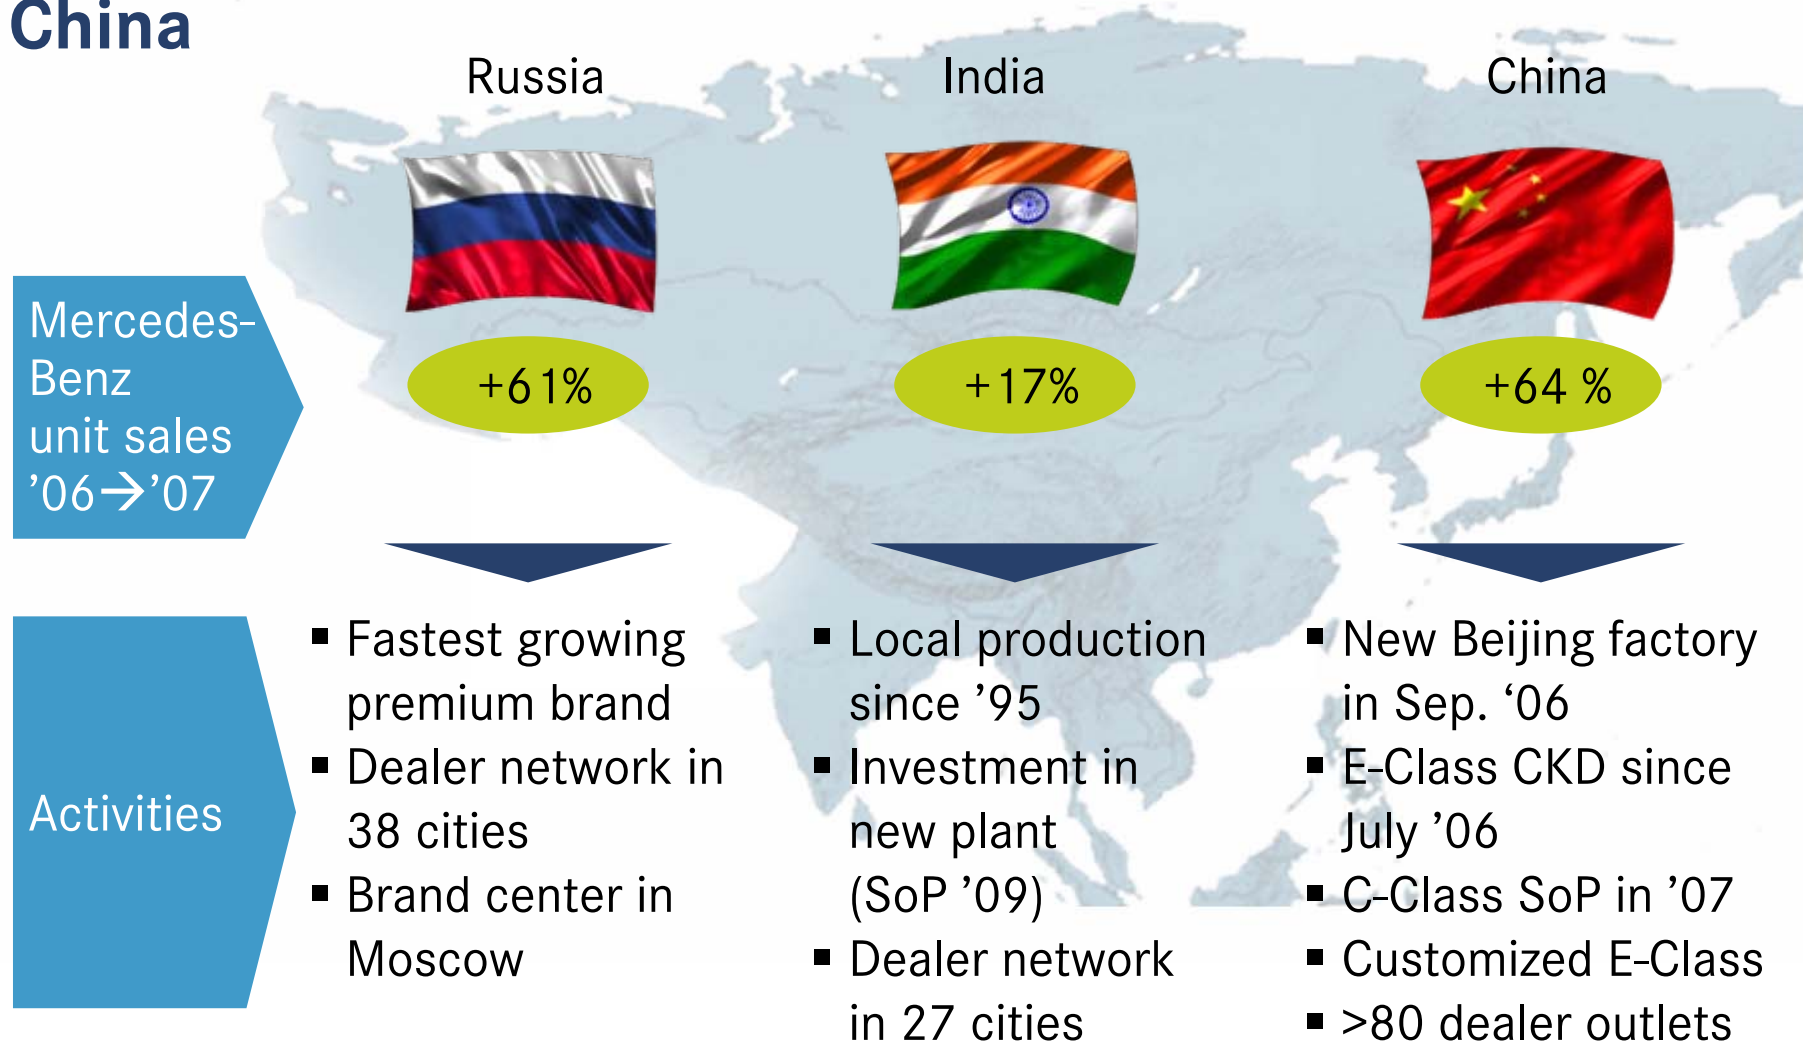 China
Russia
India
China
Mercedes-
Benz
unit sales
’06→’07
+61%
+17%
+64 %
Activities
▪ Fastest growing
premium brand
▪ Dealer network in
38 cities
▪ Brand center in
Moscow
▪ Local production
since ’95
▪ Investment in
new plant
(SoP ’09)
▪ Dealer network
in 27 cities
▪ New Beijing factory
in Sep. ‘06
▪ E-Class CKD since
July ’06
▪ C-Class SoP in ’07
▪ Customized E-Class
▪ >80 dealer outlets